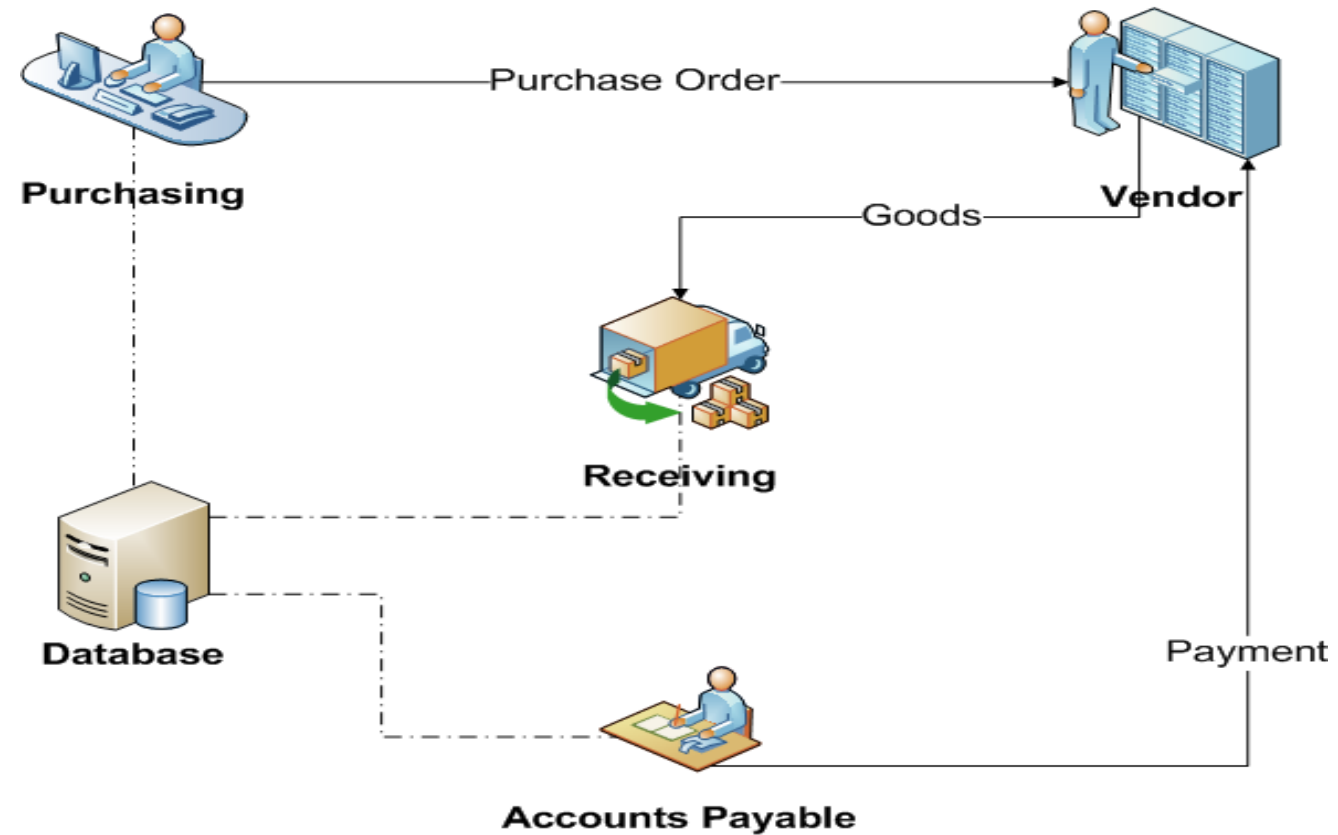 Purchase Order
Purchasing
Vendor
Goods
Receiving
Database
Payment
Accounts Payable